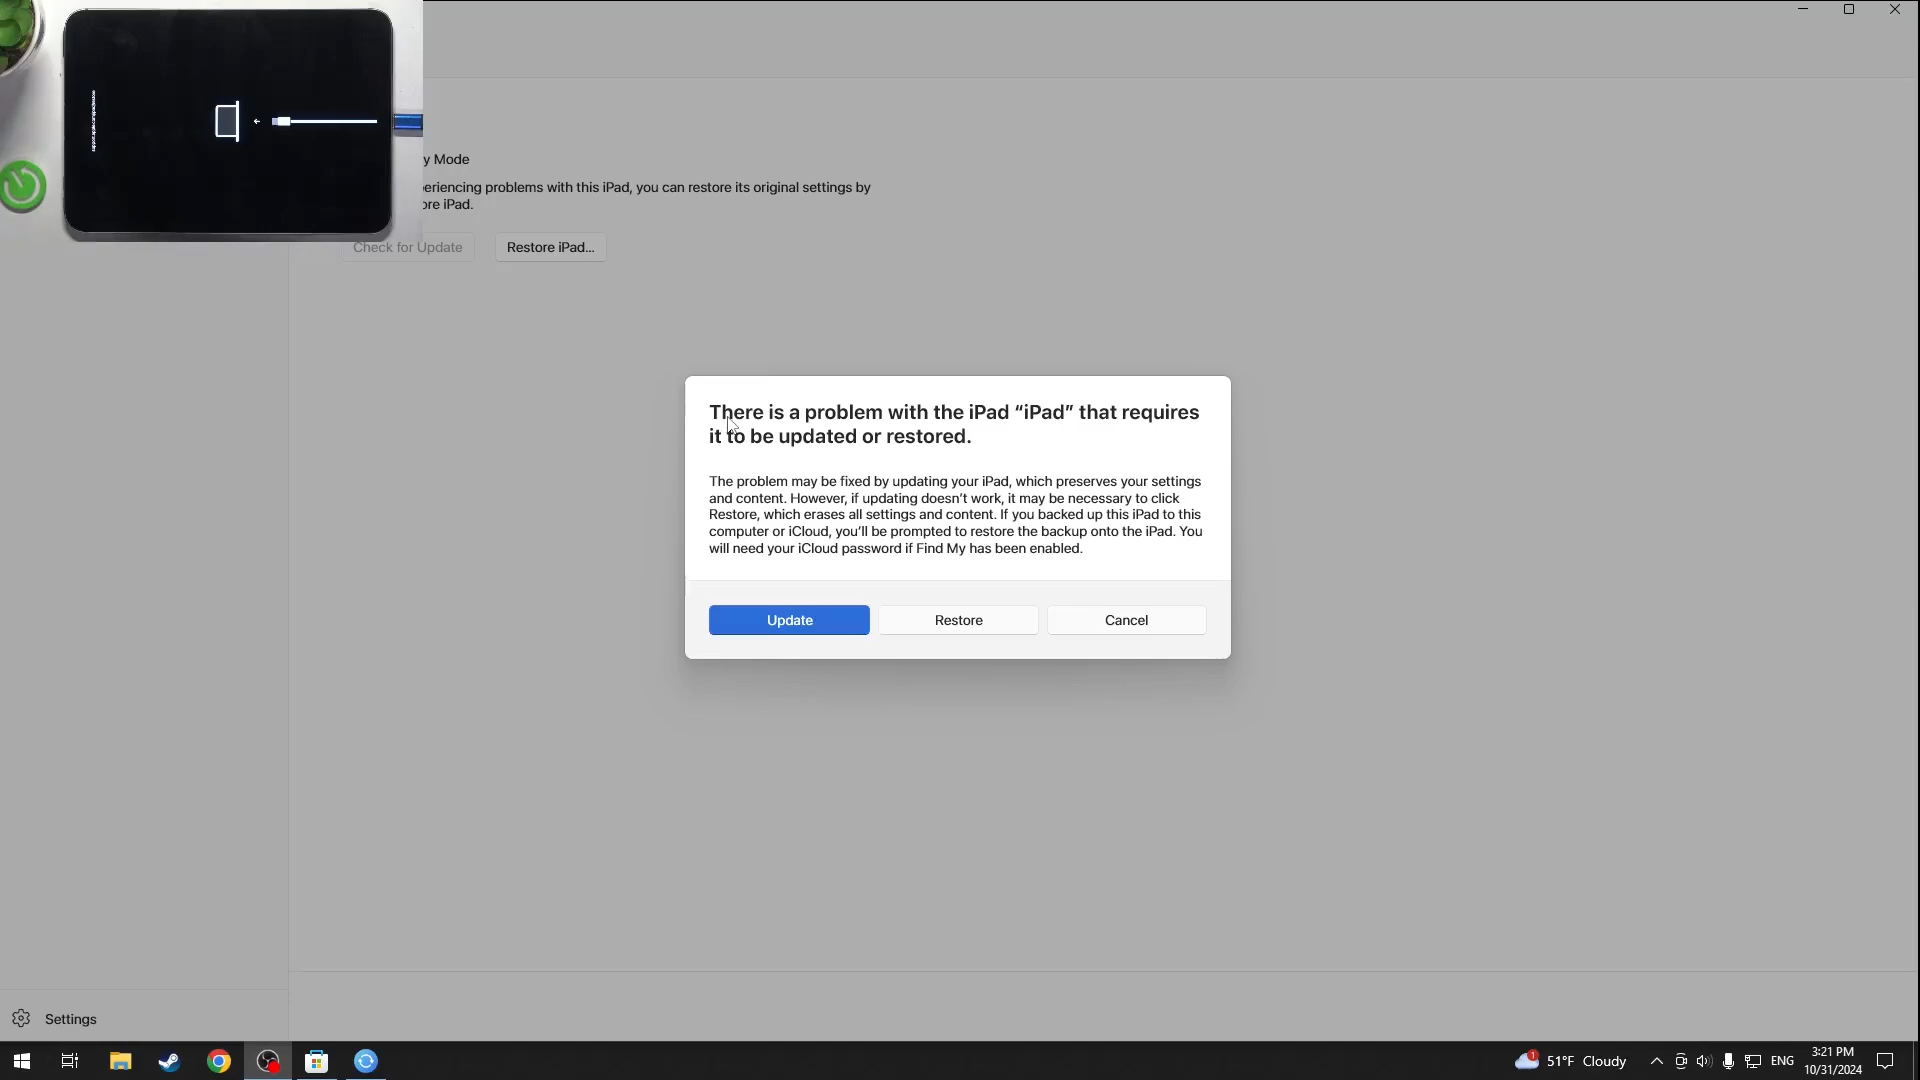 support.apple.com/ipad/restore
y Mode
eriencing problems with this iPad, you can restore its original settings by
ore iPad.
Check for Update
Restore iPad...
There is a problem with the iPad “iPad” that requires
it to be updated or restored.
The problem may be fixed by updating your iPad, which preserves your settings
and content. However, if updating doesn’t work, it may be necessary to click
Restore, which erases all settings and content. If you backed up this iPad to this
computer or iCloud, you’ll be prompted to restore the backup onto the iPad. You
will need your iCloud password if Find My has been enabled.
Update
Restore
Cancel
Settings
1
51°F Cloudy
ENG
3:21 PM
10/31/2024